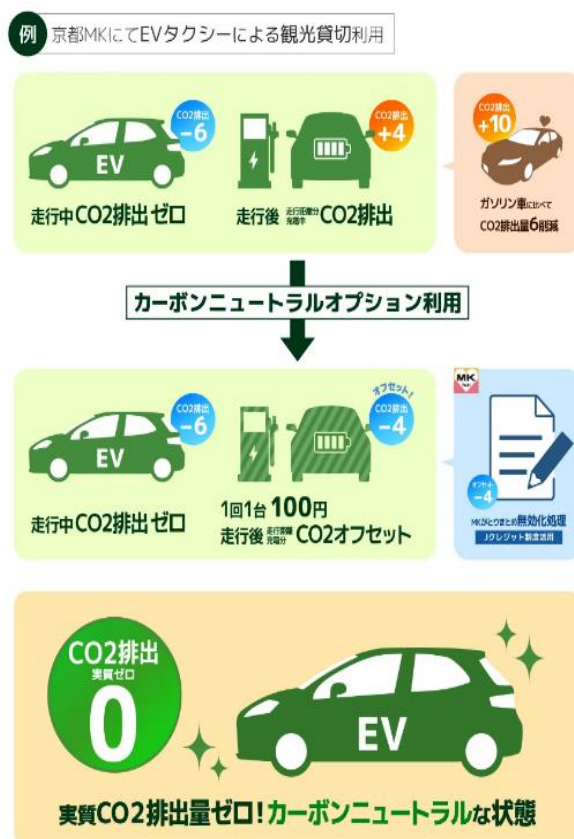 例 京都MKにてEVタクシーによる観光貸切利用
EV
CO2排出
-6
走行中CO2排出ゼロ
CO2排出
+4
走行後 走行距離分 充電中 CO2排出
CO2排出
+10
ガソリン車に比べて
CO2排出量6削減
カーボンニュートラルオプション利用
EV
CO2排出
-6
走行中CO2排出ゼロ
オフセット!
CO2排出
-4
1回1台100円
走行後 走行距離 充電分 CO2オフセット
MK
オフセット
-4
MKがとりまとめ無効化処理
Jクレジット制度活用
CO2排出
実質ゼロ
0
EV
実質CO2排出量ゼロ!カーボンニュートラルな状態